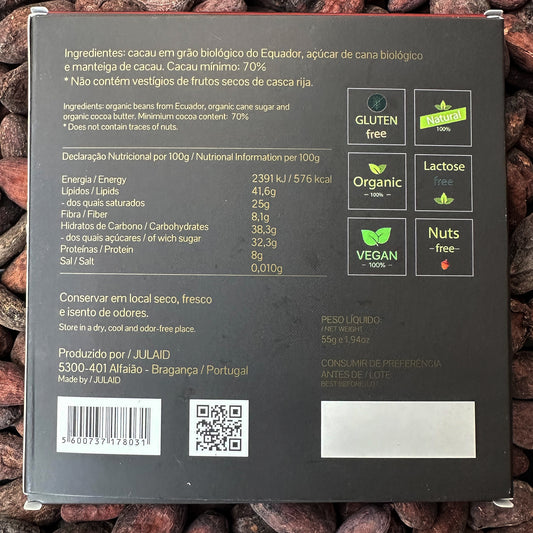 Ingredientes: cacau em grão biológico do Equador, açúcar de cana biológico
e manteiga de cacau. Cacau mínimo: 70%
* Não contém vestígios de frutos secos de casca rija.
Ingredients: organic beans from Ecuador, organic cane sugar and
organic cocoa butter. Minimium cocoa content: 70%
* Does not contain traces of nuts.
GLUTEN
free
Natural
100%
Declaração Nutricional por 100g / Nutrional Information per 100g
Energia / Energy 2391 kJ / 576 kcal
Lípidos / Lipids 41,6g
- dos quais saturados 25g
Fibra / Fiber 8,1g
Hidratos de Carbono / Carbohydrates 38,3g
- dos quais açúcares / of wich sugar 32,3g
Proteínas / Protein 8g
Sal / Salt 0,010g
Organic
100%
Lactose
free
VEGAN
100%
Nuts
-free-
Conservar em local seco, fresco
e isento de odores.
Store in a dry, cool and odor-free place.
PESO LÍQUIDO:
/ NET WEIGHT
55g e 1,94oz
Produzido por / JULAID
5300-401 Alfaião - Bragança / Portugal
Made by / JULAID
CONSUMIR DE PREFERÊNCIA
ANTES DE / LOTE:
BEST BEFORE/LOT
5 600737 178031